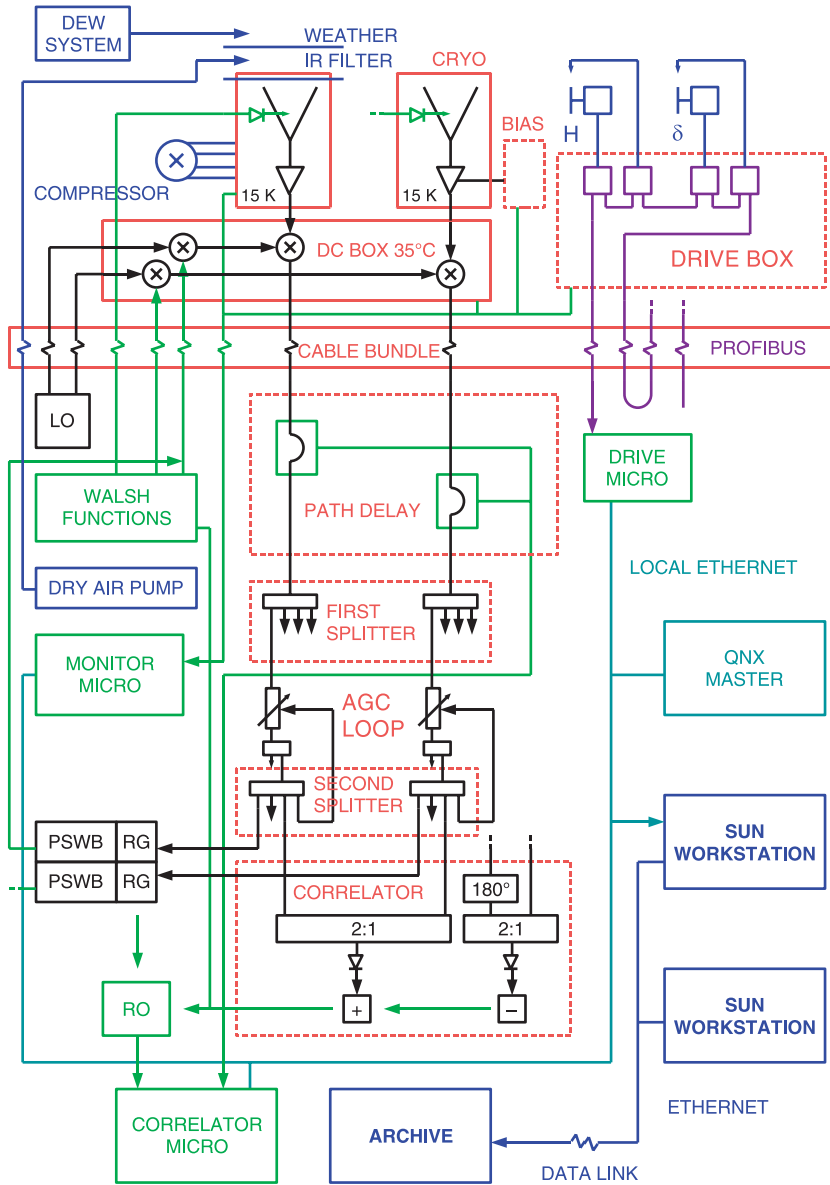 DEW
SYSTEM
WEATHER
IR FILTER
CRYO
BIAS
H
δ
COMPRESSOR
15 K
15 K
DC BOX 35°C
DRIVE BOX
CABLE BUNDLE
PROFIBUS
LO
DRIVE
MICRO
WALSH
FUNCTIONS
PATH DELAY
LOCAL ETHERNET
DRY AIR PUMP
FIRST
SPLITTER
MONITOR
MICRO
QNX
MASTER
AGC
LOOP
SECOND
SPLITTER
PSWB RG
PSWB RG
SUN
WORKSTATION
CORRELATOR
180°
2:1
2:1
RO
+
−
SUN
WORKSTATION
CORRELATOR
MICRO
ARCHIVE
ETHERNET
DATA LINK